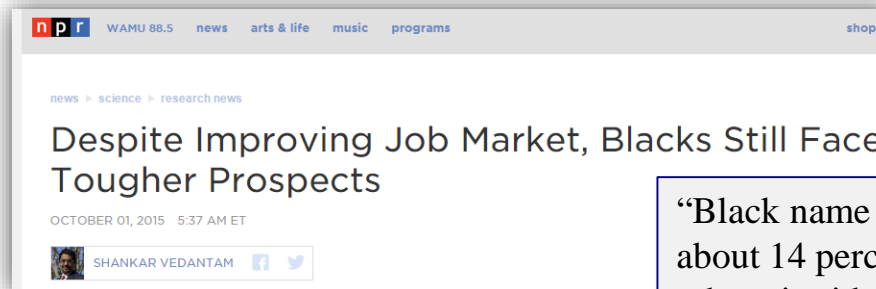 npr WAMU 88.5 news arts & life music programs shop
news science research news
Despite Improving Job Market, Blacks Still Face
Tougher Prospects
OCTOBER 01, 2015 5:37 AM ET
SHANKAR VEDANTAM
“Black name
about 14